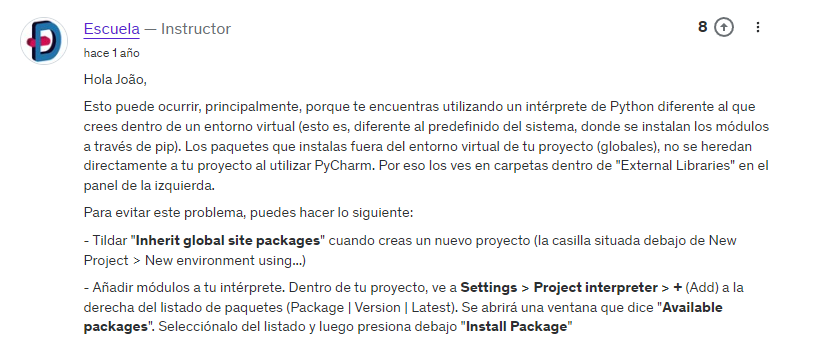 Escuela — Instructor
8
hace 1 año
Hola João,
Esto puede ocurrir, principalmente, porque te encuentras utilizando un intérprete de Python diferente al que
crees dentro de un entorno virtual (esto es, diferente al predefinido del sistema, donde se instalan los módulos
a través de pip). Los paquetes que instalas fuera del entorno virtual de tu proyecto (globales), no se heredan
directamente a tu proyecto al utilizar PyCharm. Por eso los ves en carpetas dentro de "External Libraries" en el
panel de la izquierda.
Para evitar este problema, puedes hacer lo siguiente:
- Tildar "Inherit global site packages" cuando creas un nuevo proyecto (la casilla situada debajo de New
Project > New environment using...)
- Añadir módulos a tu intérprete. Dentro de tu proyecto, ve a Settings > Project interpreter > + (Add) a la
derecha del listado de paquetes (Package | Version | Latest). Se abrirá una ventana que dice "Available
packages". Selecciónalo del listado y luego presiona debajo "Install Package"